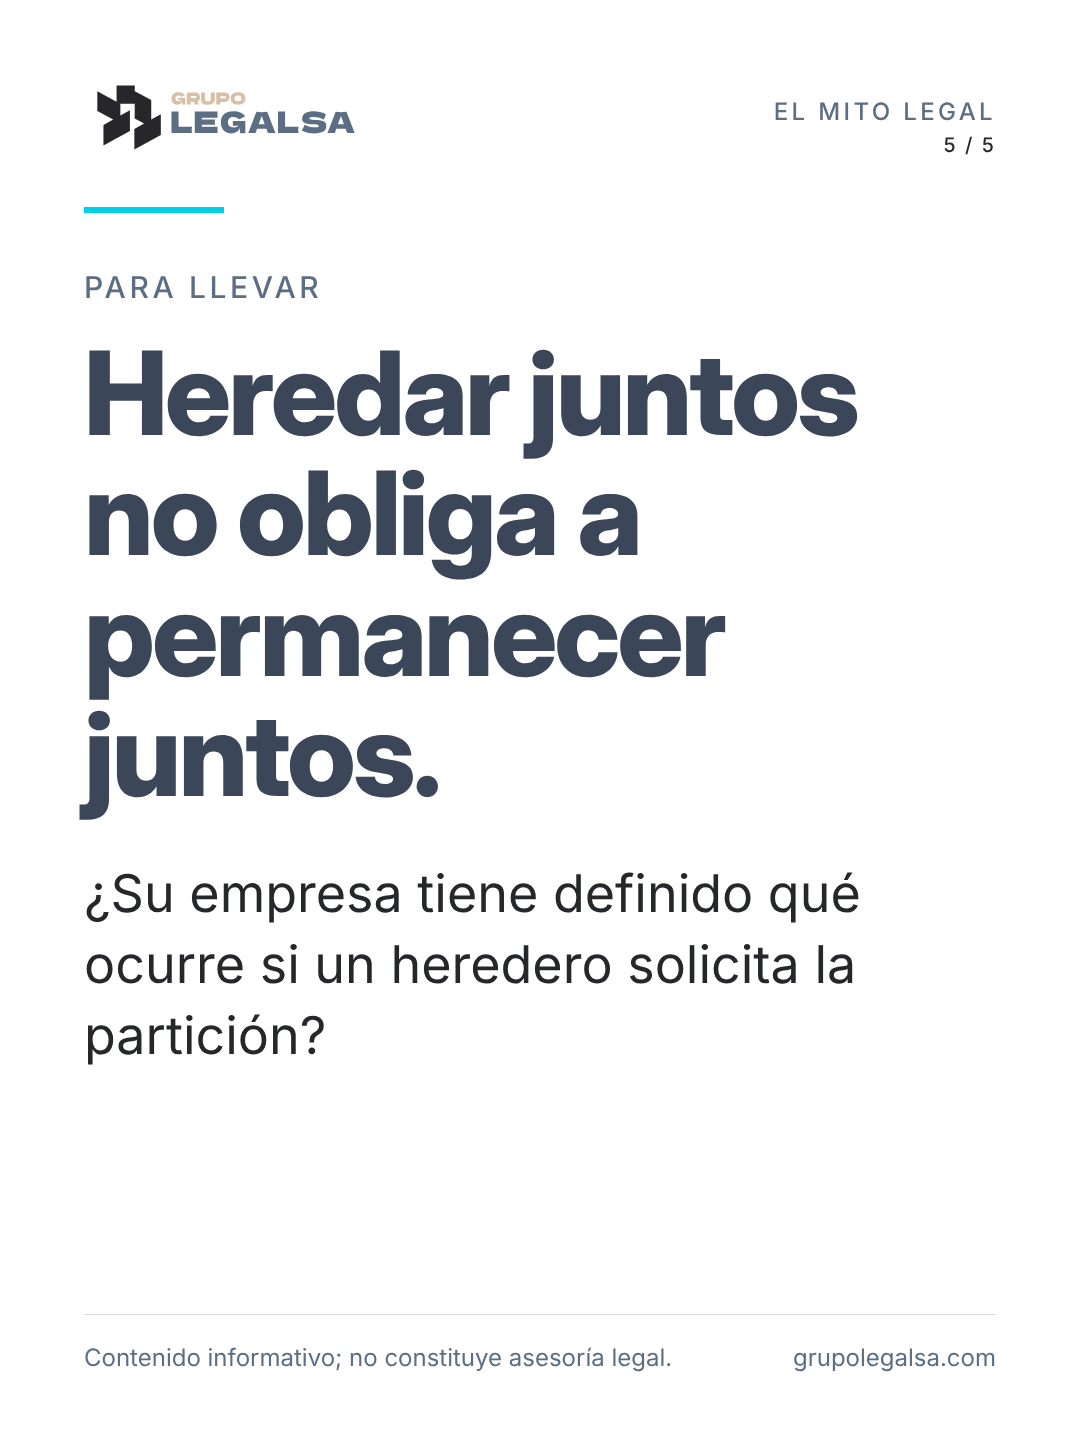 GRUPO
LEGALSA
EL MITO LEGAL
5 / 5
PARA LLEVAR
Heredar juntos
no obliga a
permanecer
juntos.
¿Su empresa tiene definido qué
ocurre si un heredero solicita la
partición?
Contenido informativo; no constituye asesoría legal.
grupolegalsa.com